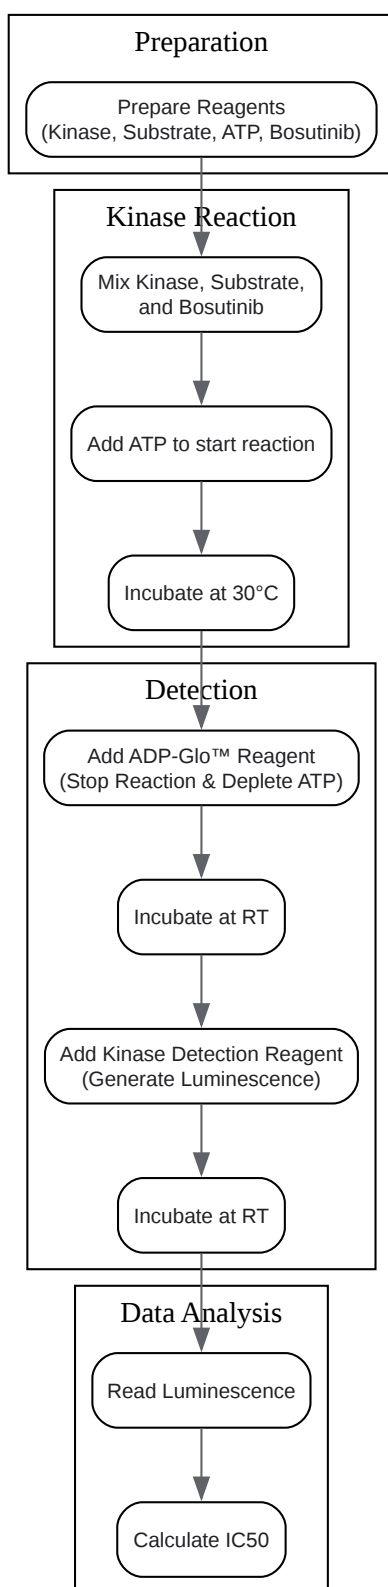 Preparation
Prepare Reagents
(Kinase, Substrate, ATP, Bosutinib)
Kinase Reaction
Mix Kinase, Substrate,
and Bosutinib
Add ATP to start reaction
Incubate at 30°C
Detection
Add ADP-Glo™ Reagent
(Stop Reaction & Deplete ATP)
Incubate at RT
Add Kinase Detection Reagent
(Generate Luminescence)
Incubate at RT
Data Analysis
Read Luminescence
Calculate IC50